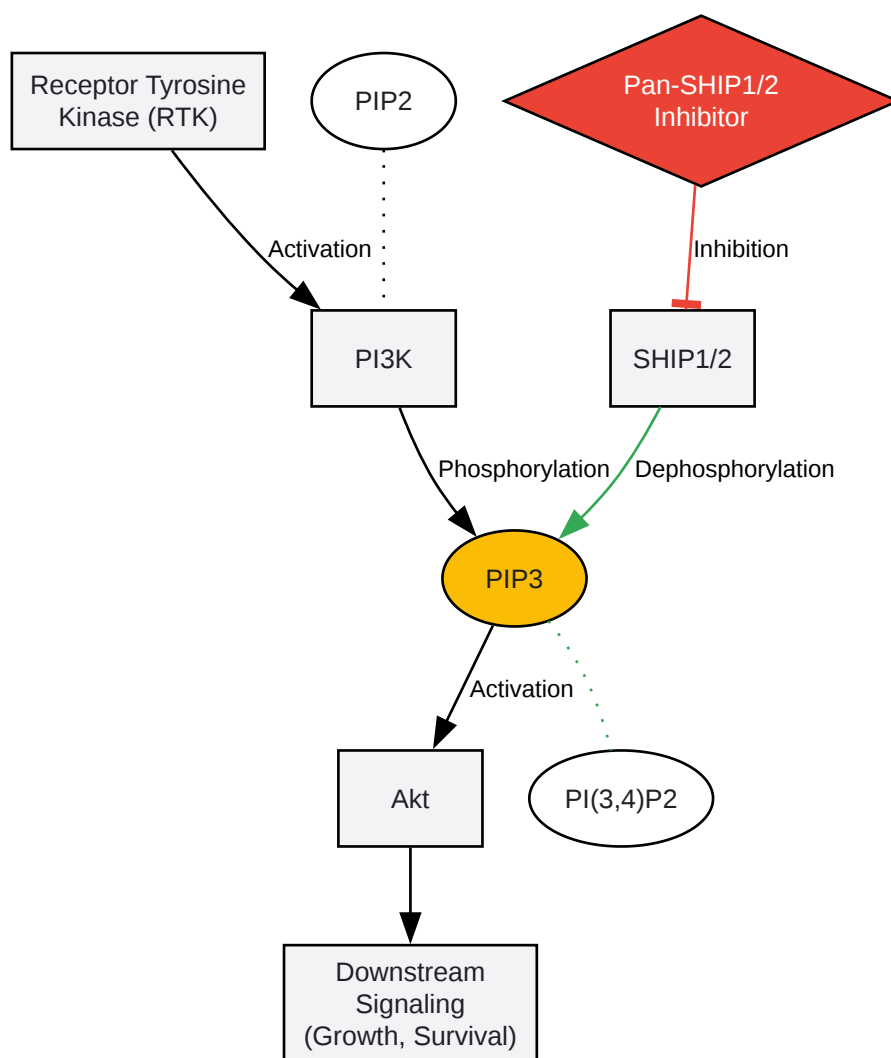 Receptor Tyrosine
Kinase (RTK)
PIP2
Pan-SHIP1/2
Inhibitor
Activation
Inhibition
PI3K
SHIP1/2
Phosphorylation
Dephosphorylation
PIP3
Activation
Akt
PI(3,4)P2
Downstream
Signaling
(Growth, Survival)